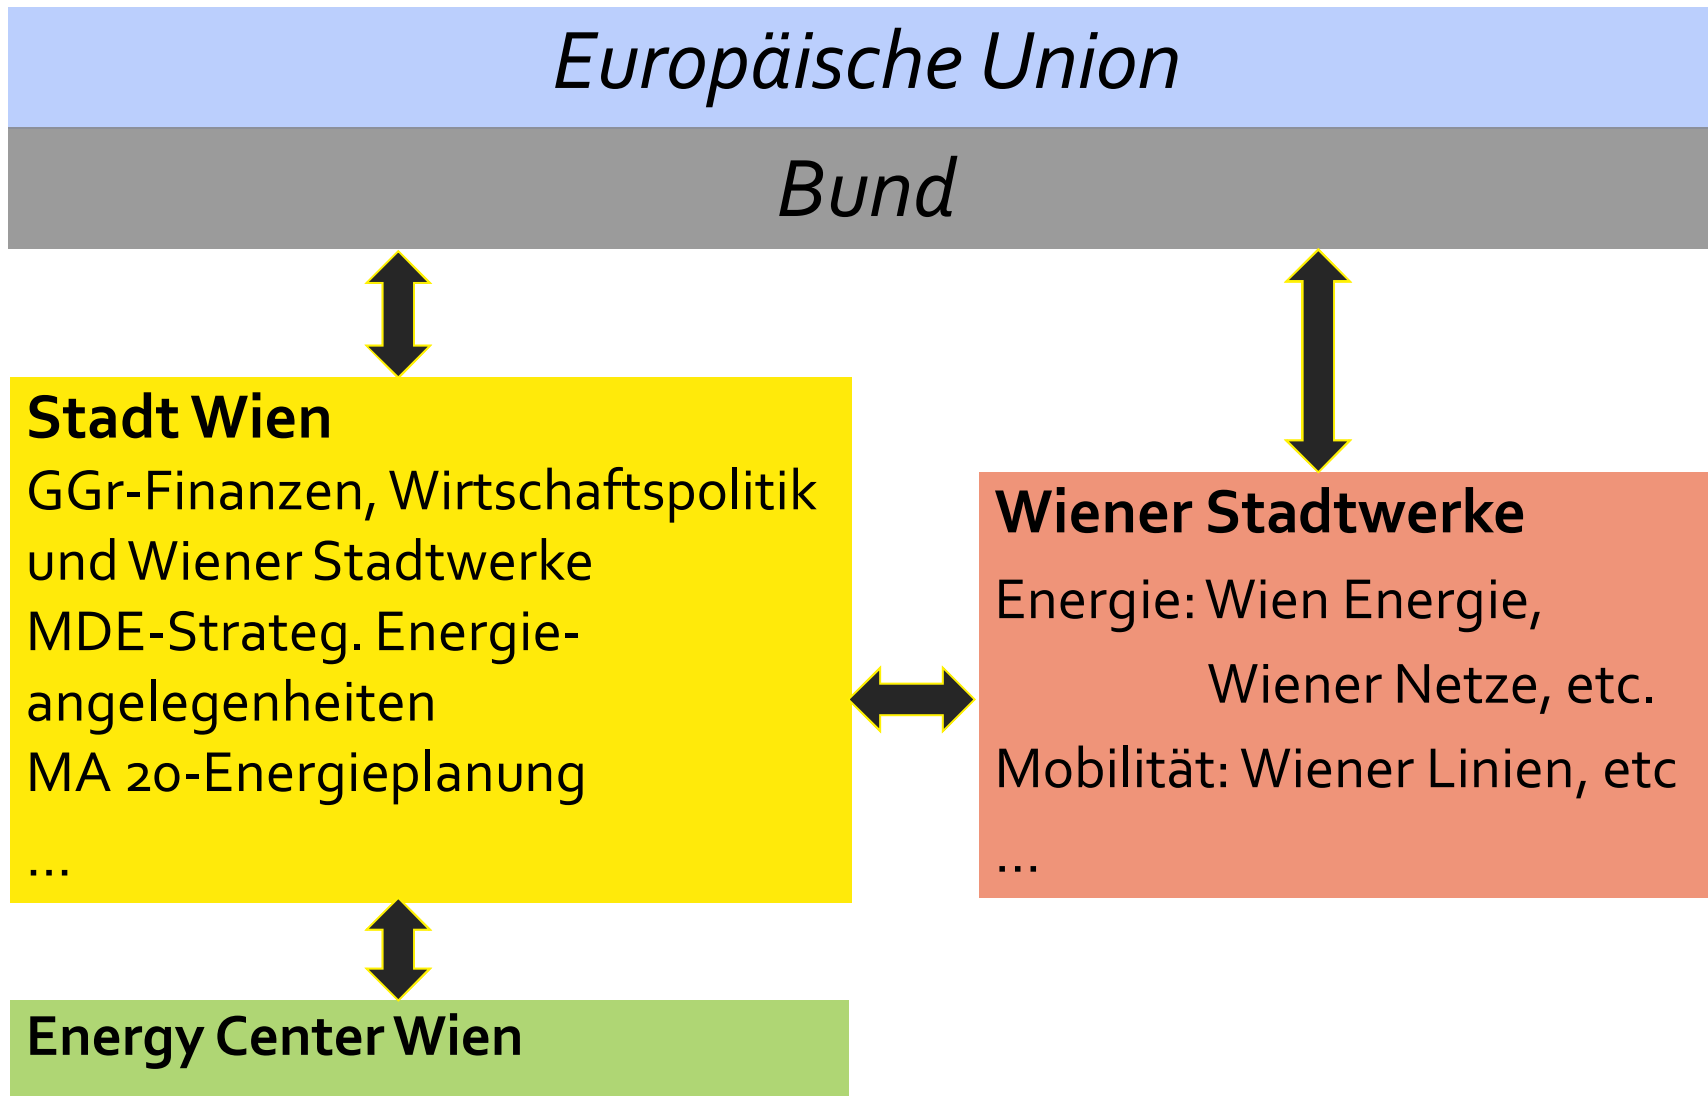 Europäische Union
Bund
Stadt Wien
GGr-Finanzen, Wirtschaftspolitik
und Wiener Stadtwerke
MDE-Strateg. Energie-
angelegenheiten
MA 20-Energieplanung
...
Wiener Stadtwerke
Energie: Wien Energie,
Wiener Netze, etc.
Mobilität: Wiener Linien, etc
...
Energy Center Wien